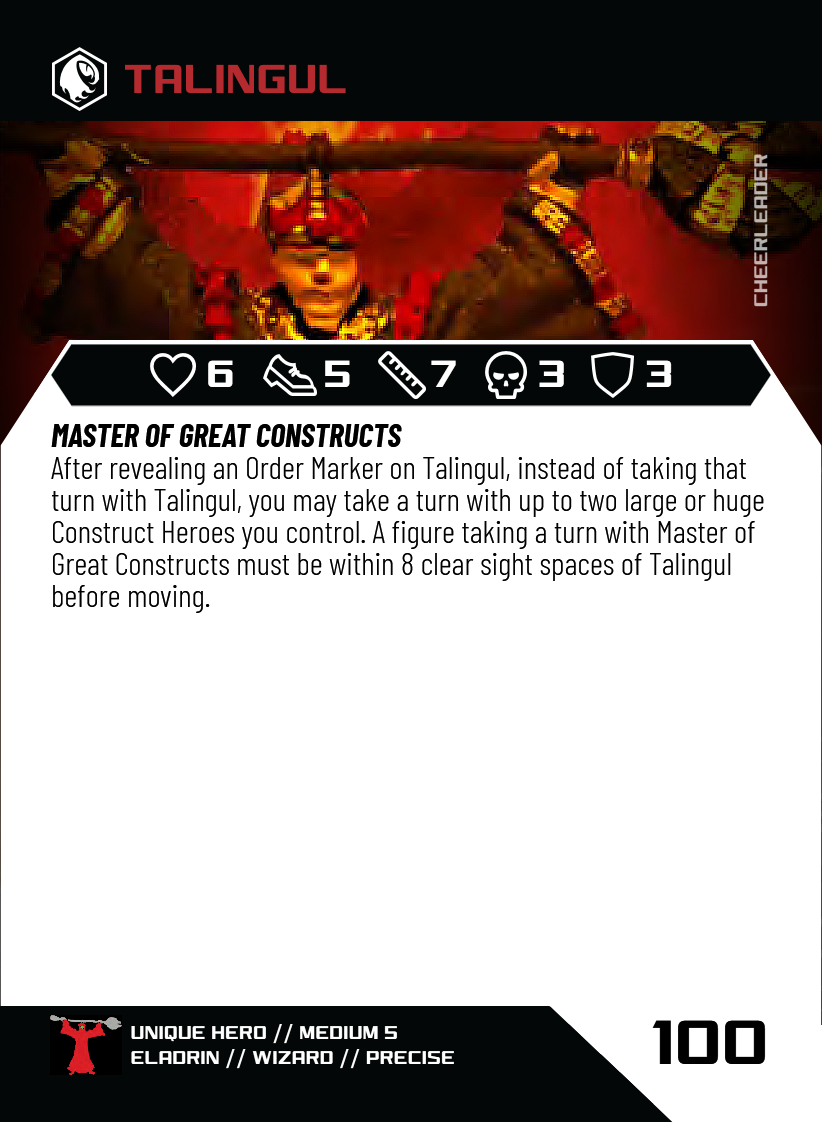 TALINGUL
CHEERLEADER
6 5 7 3 3
MASTER OF GREAT CONSTRUCTS
After revealing an Order Marker on Talingul, instead of taking that
turn with Talingul, you may take a turn with up to two large or huge
Construct Heroes you control. A figure taking a turn with Master of
Great Constructs must be within 8 clear sight spaces of Talingul
before moving.
UNIQUE HERO // MEDIUM 5
ELADRIN // WIZARD // PRECISE
100